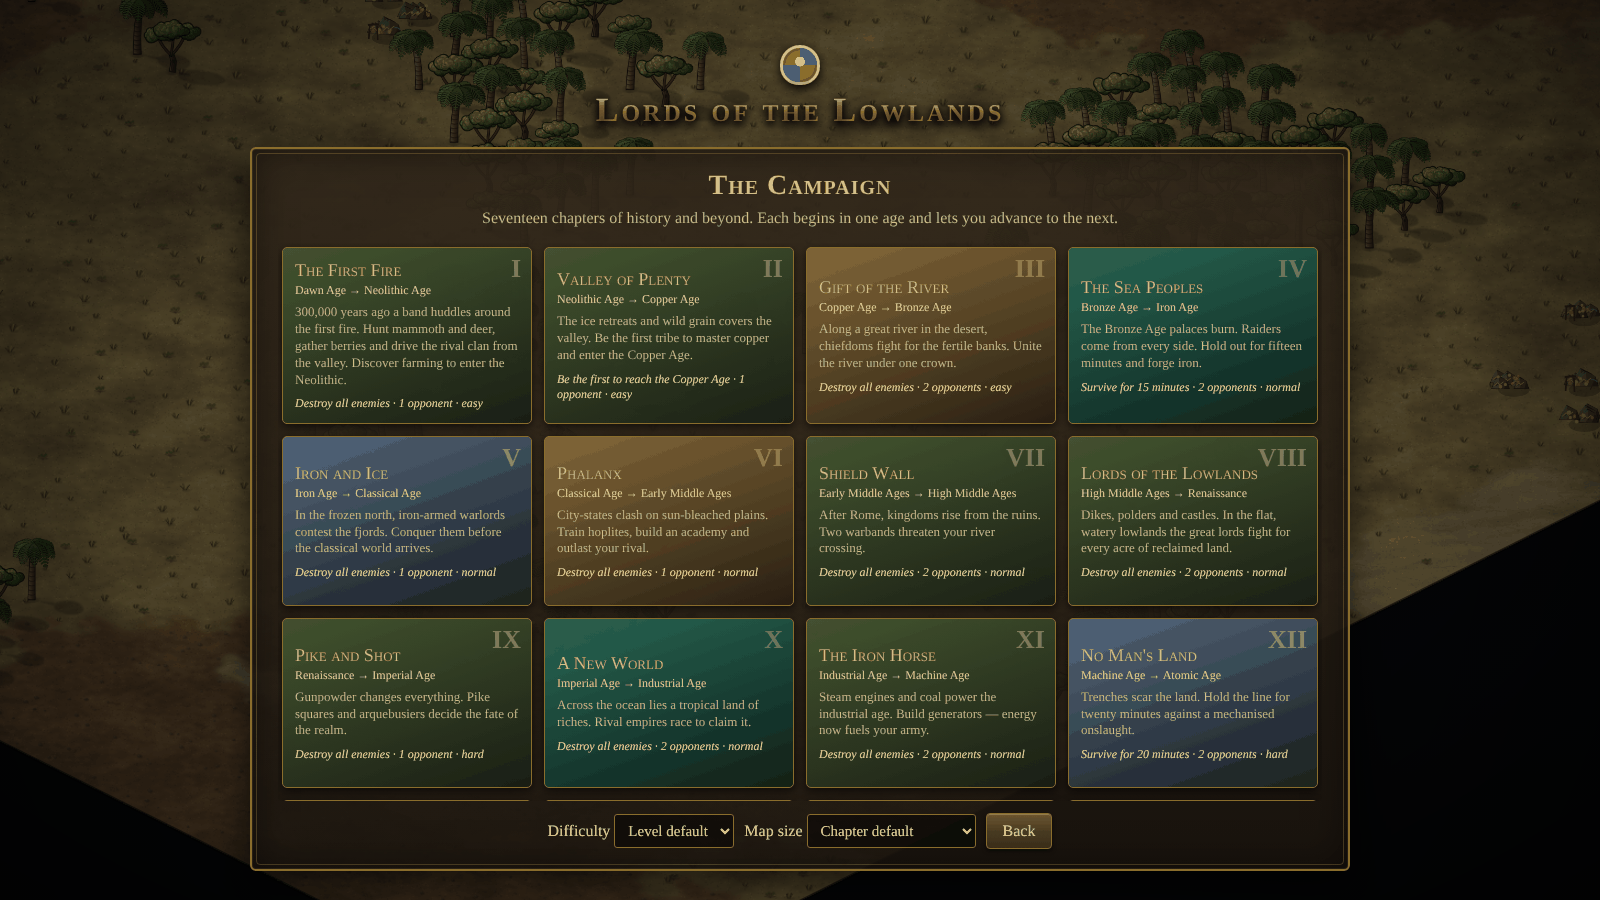 Lords of the Lowlands
The Campaign
Seventeen chapters of history and beyond. Each begins in one age and lets you advance to the next.
The First Fire
I
Dawn Age → Neolithic Age
300,000 years ago a band huddles around
the first fire. Hunt mammoth and deer,
gather berries and drive the rival clan from
the valley. Discover farming to enter the
Neolithic.
Destroy all enemies · 1 opponent · easy
Valley of Plenty
II
Neolithic Age → Copper Age
The ice retreats and wild grain covers the
valley. Be the first tribe to master copper
and enter the Copper Age.
Be the first to reach the Copper Age · 1
opponent · easy
Gift of the River
III
Copper Age → Bronze Age
Along a great river in the desert,
chiefdoms fight for the fertile banks. Unite
the river under one crown.
Destroy all enemies · 2 opponents · easy
The Sea Peoples
IV
Bronze Age → Iron Age
The Bronze Age palaces burn. Raiders
come from every side. Hold out for fifteen
minutes and forge iron.
Survive for 15 minutes · 2 opponents · normal
Iron and Ice
V
Iron Age → Classical Age
In the frozen north, iron-armed warlords
contest the fjords. Conquer them before
the classical world arrives.
Destroy all enemies · 1 opponent · normal
Phalanx
VI
Classical Age → Early Middle Ages
City-states clash on sun-bleached plains.
Train hoplites, build an academy and
outlast your rival.
Destroy all enemies · 1 opponent · normal
Shield Wall
VII
Early Middle Ages → High Middle Ages
After Rome, kingdoms rise from the ruins.
Two warbands threaten your river
crossing.
Destroy all enemies · 2 opponents · normal
Lords of the Lowlands
VIII
High Middle Ages → Renaissance
Dikes, polders and castles. In the flat,
watery lowlands the great lords fight for
every acre of reclaimed land.
Destroy all enemies · 2 opponents · normal
Pike and Shot
IX
Renaissance → Imperial Age
Gunpowder changes everything. Pike
squares and arquebusiers decide the fate of
the realm.
Destroy all enemies · 1 opponent · hard
A New World
X
Imperial Age → Industrial Age
Across the ocean lies a tropical land of
riches. Rival empires race to claim it.
Destroy all enemies · 2 opponents · normal
The Iron Horse
XI
Industrial Age → Machine Age
Steam engines and coal power the
industrial age. Build generators — energy
now fuels your army.
Destroy all enemies · 2 opponents · normal
No Man's Land
XII
Machine Age → Atomic Age
Trenches scar the land. Hold the line for
twenty minutes against a mechanised
onslaught.
Survive for 20 minutes · 2 opponents · hard
Difficulty Level default Map size Chapter default Back